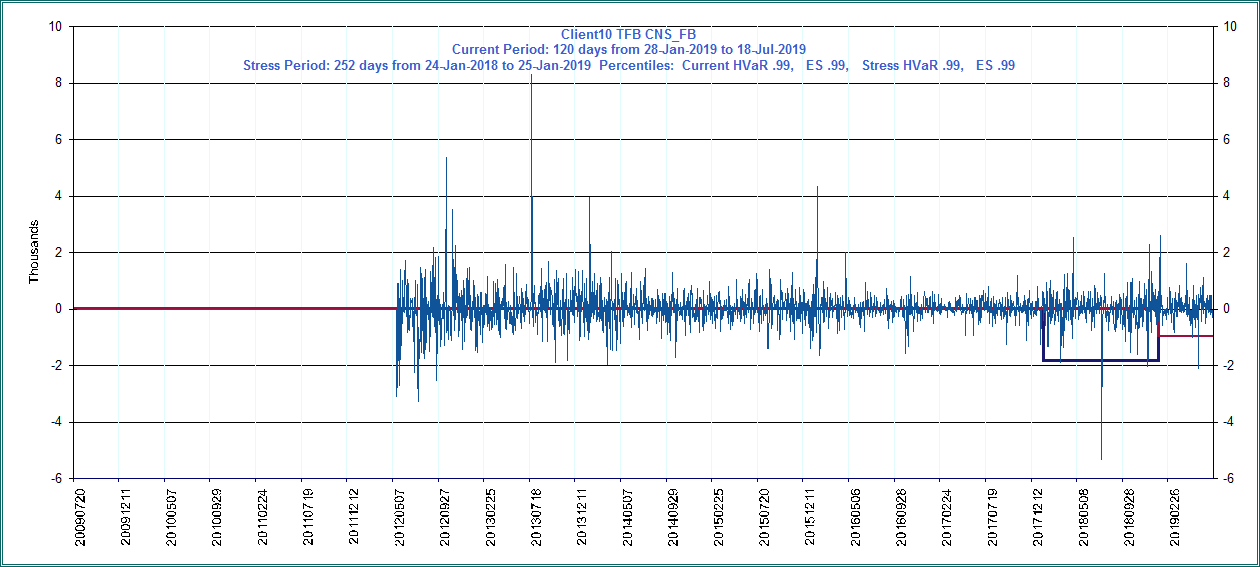 Client10 TFB CNS_FB
Current Period: 120 days from 28-Jan-2019 to 18-Jul-2019
Stress Period: 252 days from 24-Jan-2018 to 25-Jan-2019  Percentiles:  Current HVaR .99,   ES .99,    Stress HVaR .99,   ES .99
10 10
8 8
6 6
4 4
2 2
0 0
-2 -2
-4 -4
-6 -6
Thousands
20090720 20091211 20100507 20100929 20110224 20110719 20111212 20120507 20120927 20130225 20130718 20131211 20140507 20140929 20150225 20150720 20151211 20160506 20160928 20170224 20170719 20171212 20180508 20180928 20190226